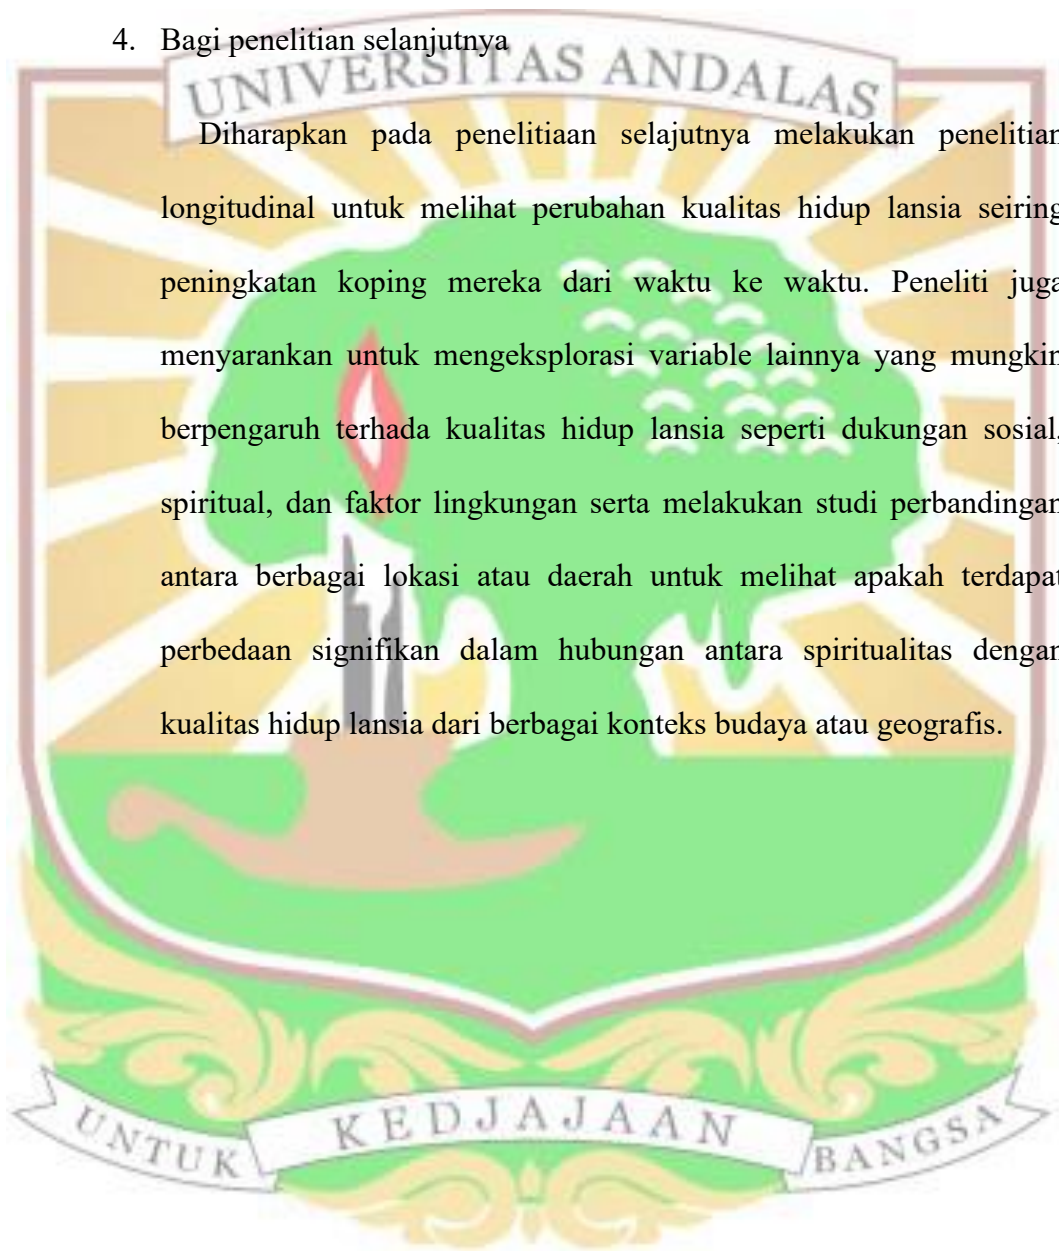 4. Bagi penelitian selanjutnya
UNIVERSITAS ANDALAS
Diharapkan pada penelitiaan selajutnya melakukan penelitian
longitudinal untuk melihat perubahan kualitas hidup lansia seiring
peningkatan koping mereka dari waktu ke waktu. Peneliti juga
menyarankan untuk mengeksplorasi variable lainnya yang mungkin
berpengaruh terhada kualitas hidup lansia seperti dukungan sosial,
spiritual, dan faktor lingkungan serta melakukan studi perbandingan
antara berbagai lokasi atau daerah untuk melihat apakah terdapat
perbedaan signifikan dalam hubungan antara spiritualitas dengan
kualitas hidup lansia dari berbagai konteks budaya atau geografis.
UNTUK KEDJAJAAN BANGSA